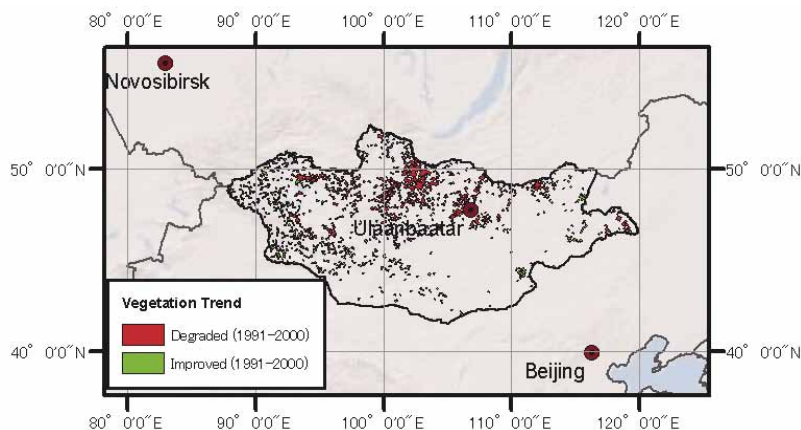 80° 0'0"E 90° 0'0"E 100° 0'0"E 110° 0'0"E 120° 0'0"E
Novosibirsk
50° 0'0"N 50° 0'0"N
Ulaanbaatar
Vegetation Trend
Degraded (1991-2000)
Improved (1991-2000)
40° 0'0"N 40° 0'0"N
Beijing
80° 0'0"E 90° 0'0"E 100° 0'0"E 110° 0'0"E 120° 0'0"E